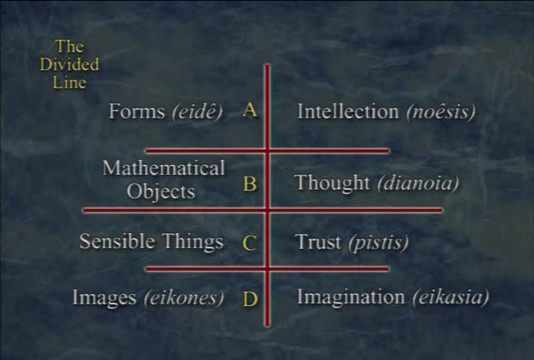 The
Divided
Line
Forms (eidê) A Intellection (noêsis)
Mathematical
Objects B Thought (dianoia)
Sensible Things C Trust (pistis)
Images (eikones) D Imagination (eikasia)